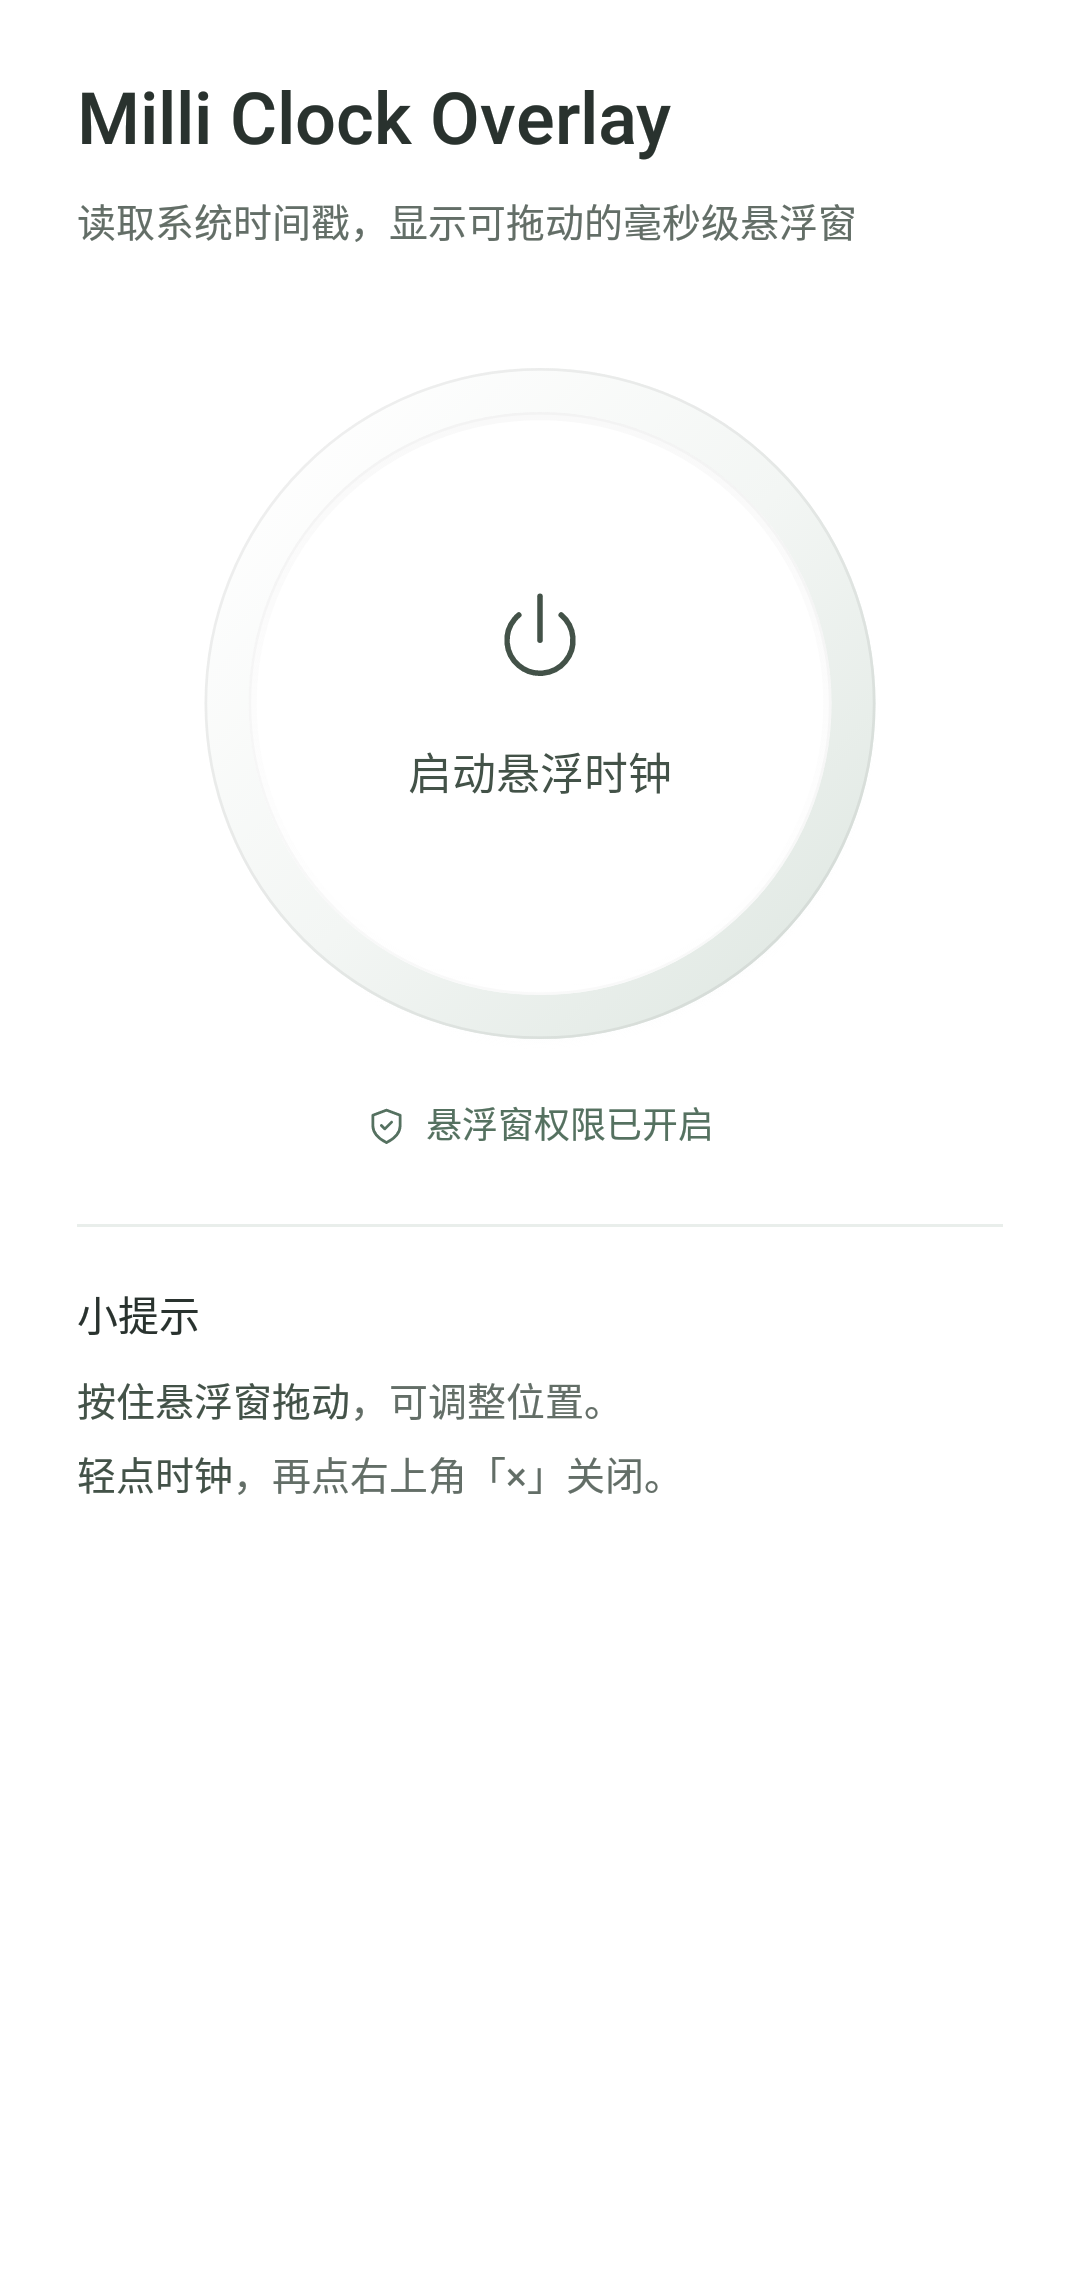 Milli Clock Overlay
读取系统时间戳，显示可拖动的毫秒级悬浮窗
启动悬浮时钟
悬浮窗权限已开启
小提示
按住悬浮窗拖动，可调整位置。
轻点时钟，再点右上角「×」关闭。